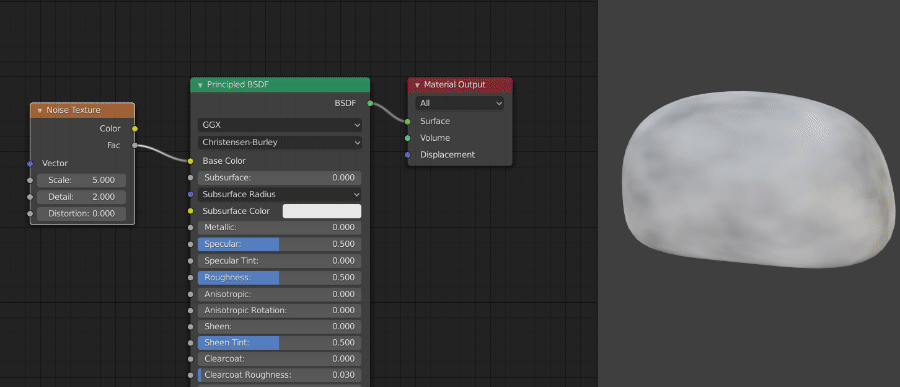 Noise Texture
Color
Fac
Vector
Scale: 5.000
Detail: 2.000
Distortion: 0.000
Principled BSDF
BSDF
GGX
Christensen-Burley
Base Color
Subsurface: 0.000
Subsurface Radius
Subsurface Color
Metallic: 0.000
Specular: 0.500
Specular Tint: 0.000
Roughness: 0.500
Anisotropic: 0.000
Anisotropic Rotation: 0.000
Sheen: 0.000
Sheen Tint: 0.500
Clearcoat: 0.000
Clearcoat Roughness: 0.030
Material Output
All
Surface
Volume
Displacement